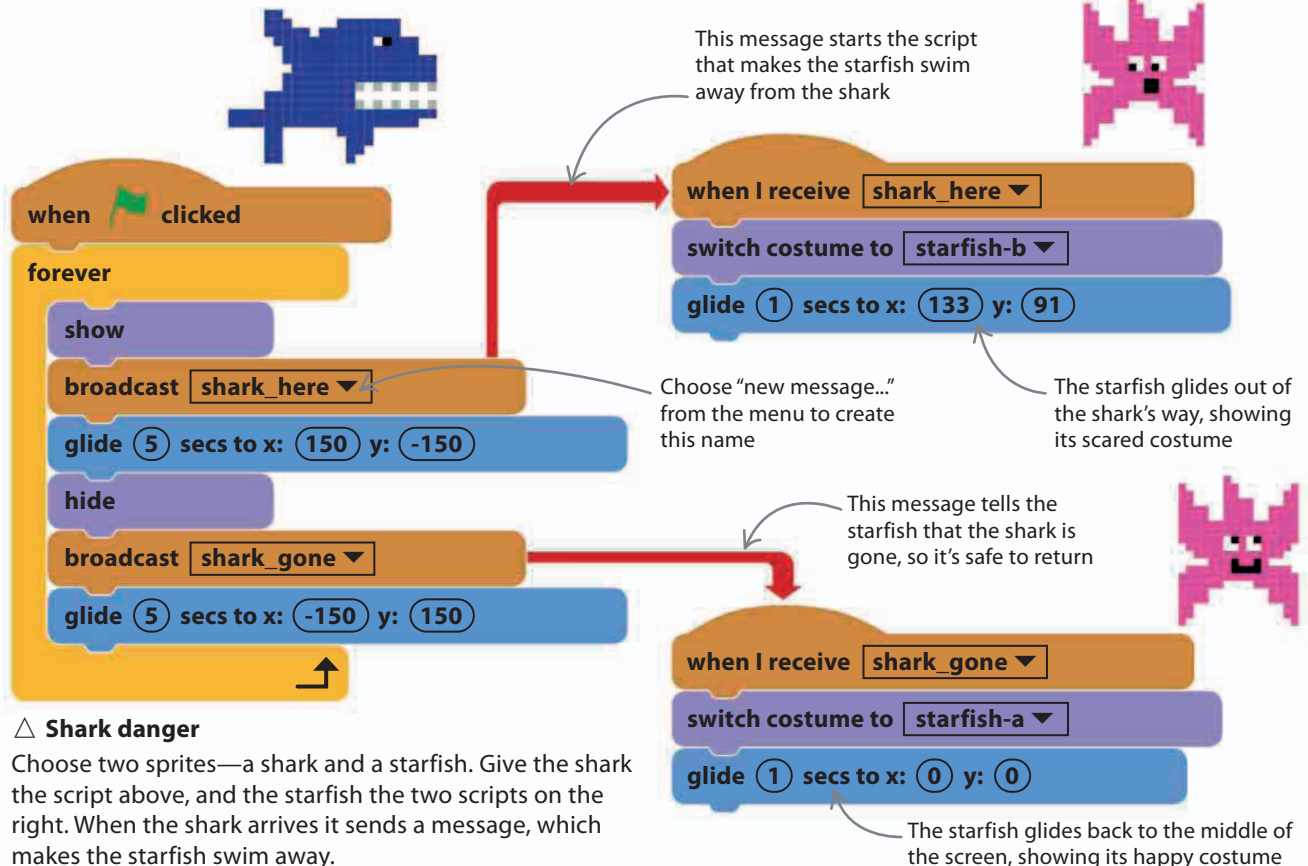 This message starts the script
that makes the starfish swim
away from the shark
when clicked
forever
show
broadcast shark_here
glide 5 secs to x: 150 y: -150
hide
broadcast shark_gone
glide 5 secs to x: -150 y: 150
when I receive shark_here
switch costume to starfish-b
glide 1 secs to x: 133 y: 91
Choose “new message...”
from the menu to create
this name
The starfish glides out of
the shark’s way, showing
its scared costume
This message tells the
starfish that the shark is
gone, so it’s safe to return
when I receive shark_gone
switch costume to starfish-a
glide 1 secs to x: 0 y: 0
The starfish glides back to the middle of
the screen, showing its happy costume
△ Shark danger
Choose two sprites—a shark and a starfish. Give the shark
the script above, and the starfish the two scripts on the
right. When the shark arrives it sends a message, which
makes the starfish swim away.